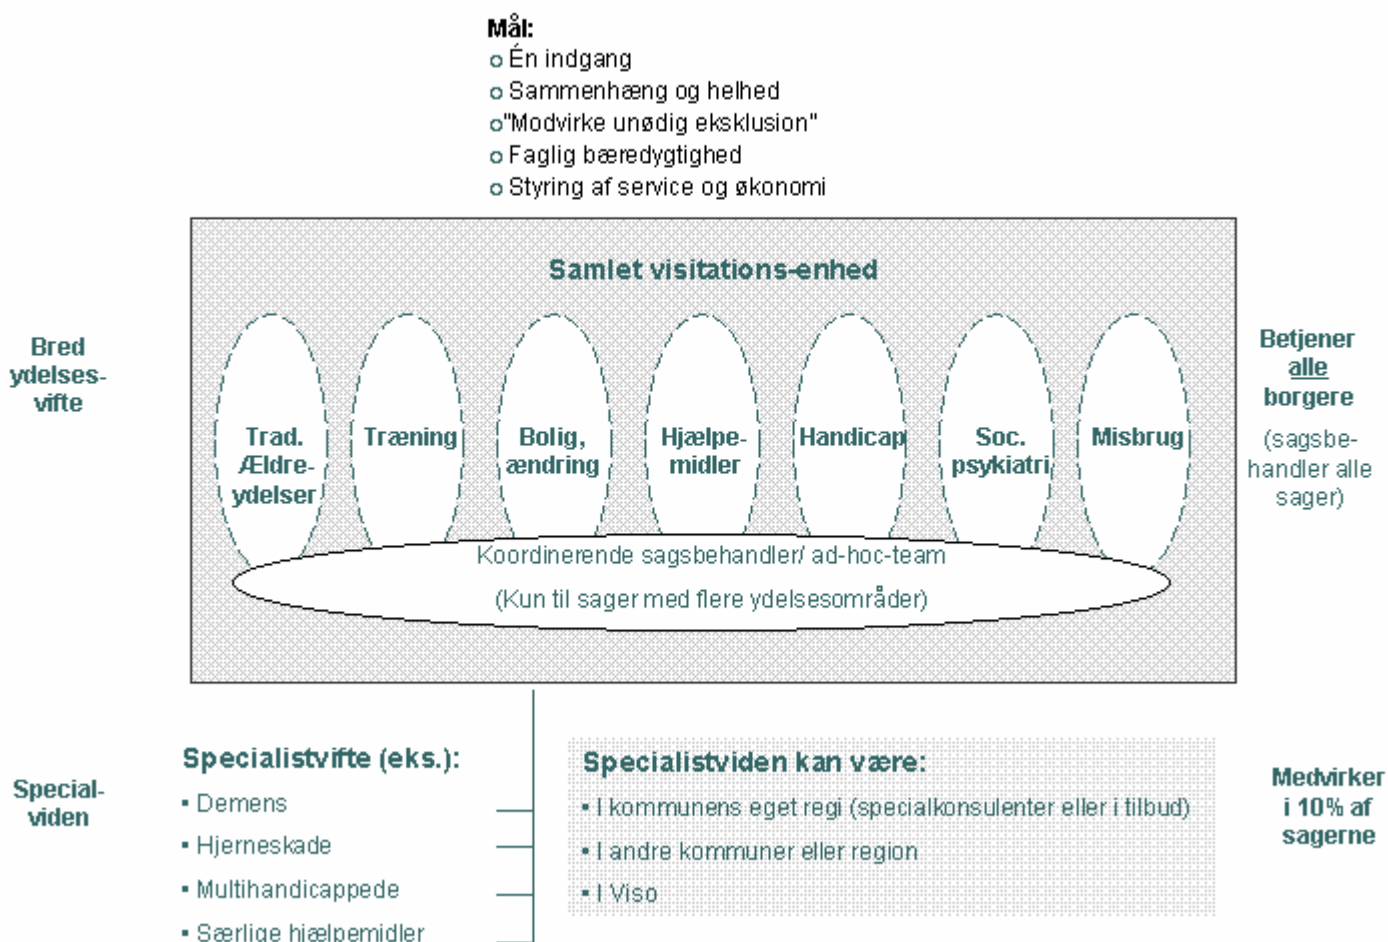 Mål:
Én indgang
Sammenhæng og helhed
"Modvirke unødig eksklusion"
Faglig bæredygtighed
Styring af service og økonomi
Samlet visitations-enhed
Bred
ydelses-
vifte
Trad.
Ældre-
ydelser
Træning
Bolig,
ændring
Hjælpe-
midler
Handicap
Soc.
psykiatri
Misbrug
Betjener
alle
borgere
(sagsbe-
handler alle
sager)
Koordinerende sagsbehandler/ ad-hoc-team
(Kun til sager med flere ydelsesområder)
Special-
viden
Specialistvifte (eks.):
▪ Demens
▪ Hjerneskade
▪ Multihandicappede
▪ Særlige hjælpemidler
Specialistviden kan være:
▪ I kommunens eget regi (specialkonsulenter eller i tilbud)
▪ I andre kommuner eller region
▪ I Viso
Medvirker
i 10% af
sagerne